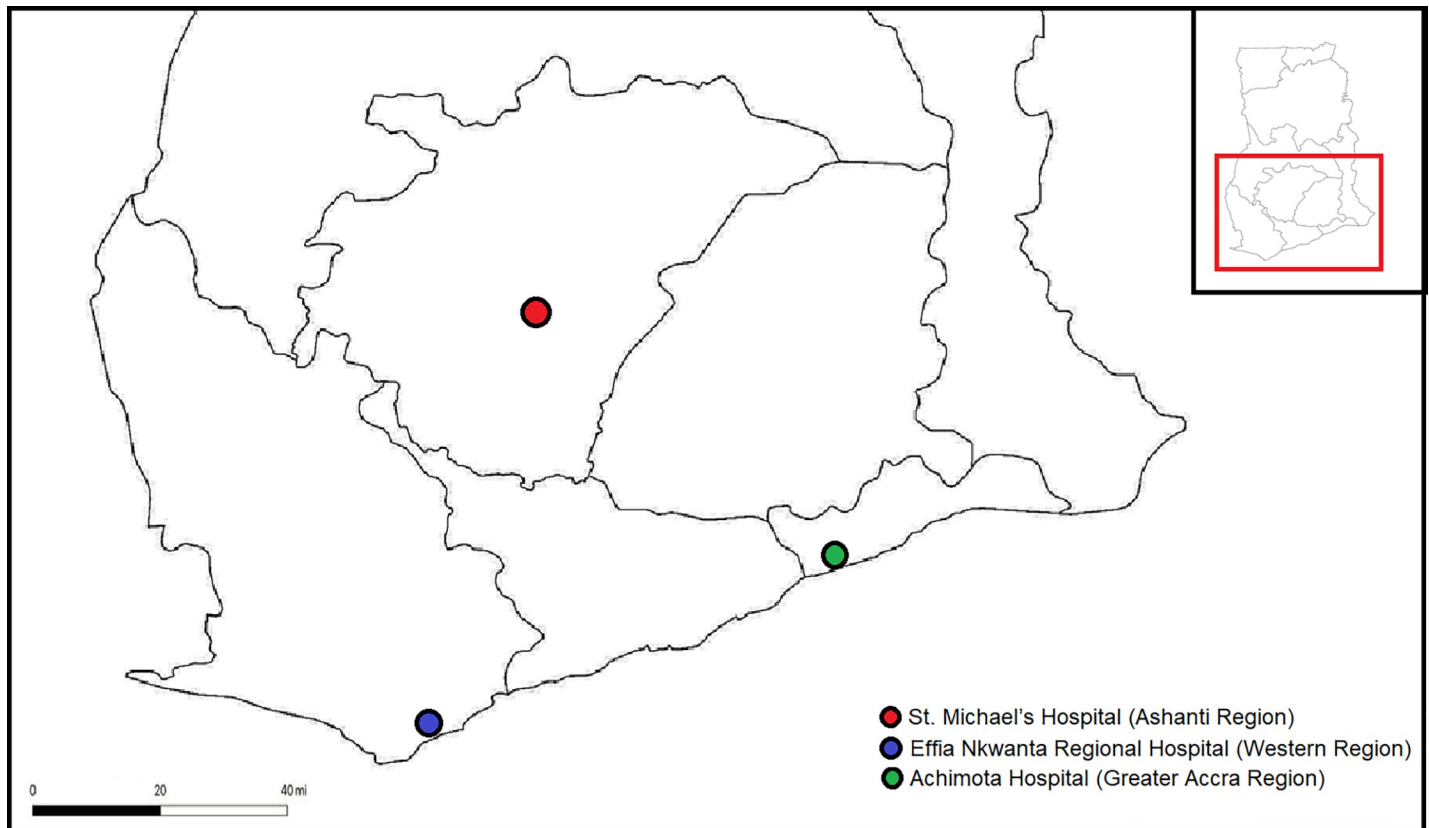 St. Michael's Hospital (Ashanti Region)
Effia Nkwanta Regional Hospital (Western Region)
Achimota Hospital (Greater Accra Region)
0 20 40 mi